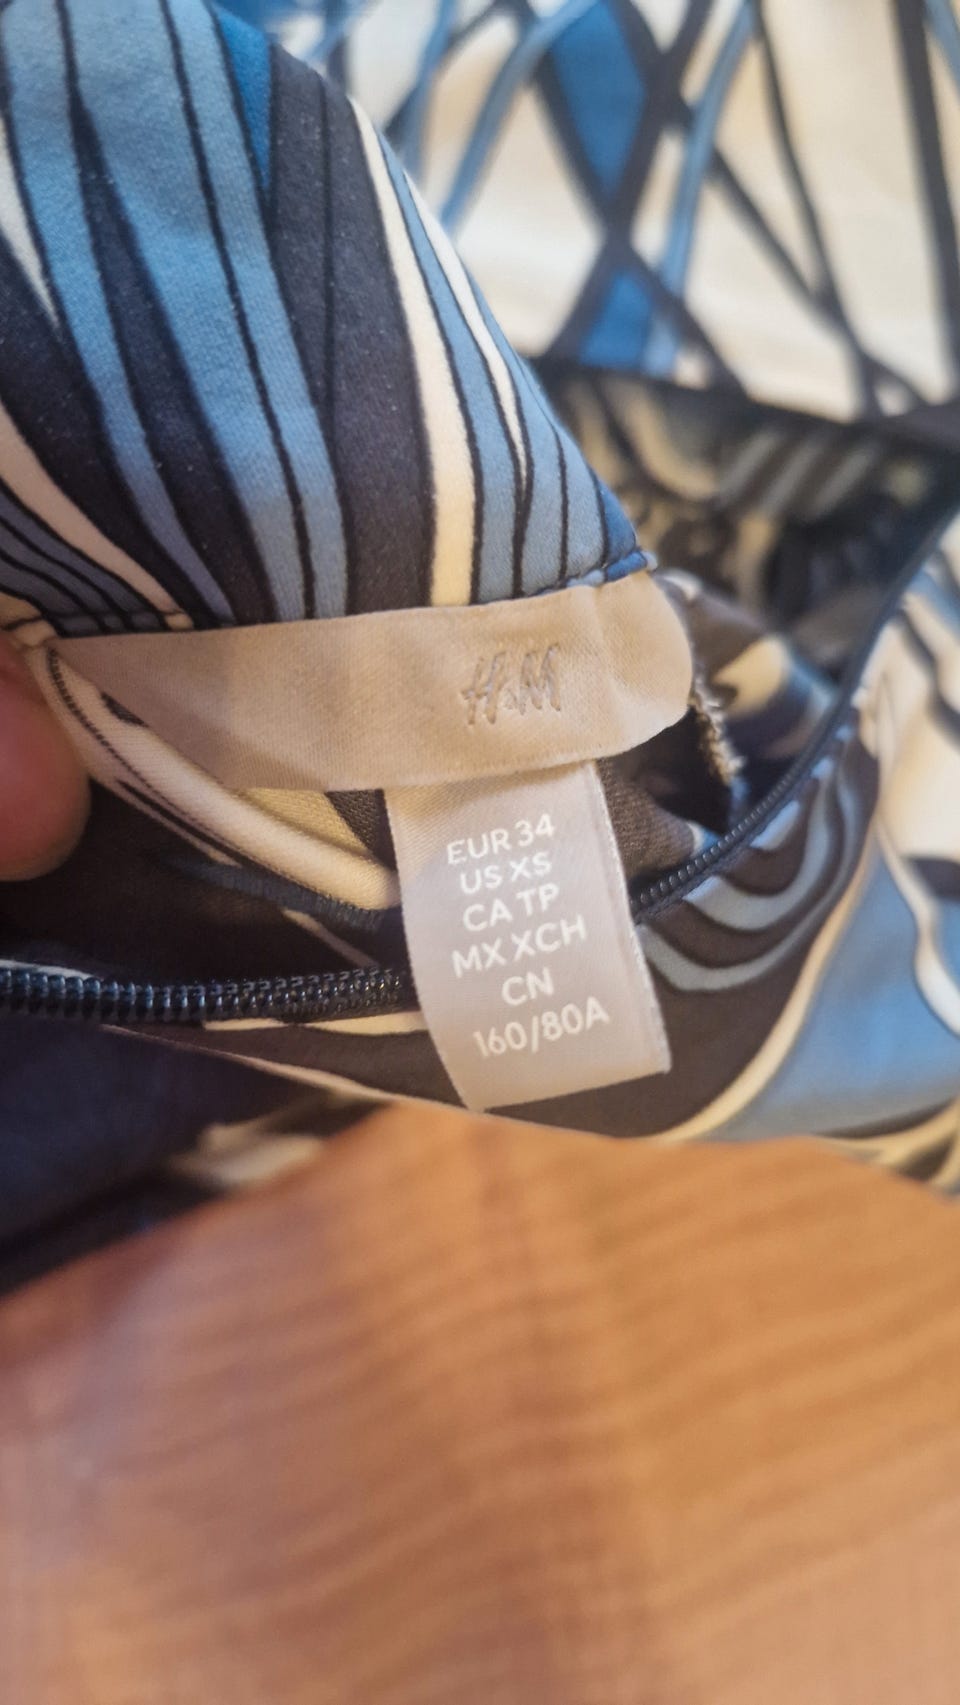 H&M
EUR 34
US XS
CA TP
MX XCH
CN
160/80A